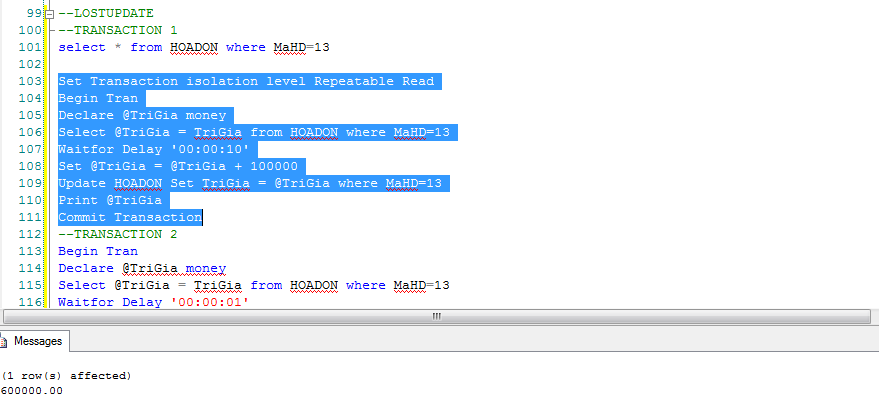 99 --LOSTUPDATE
100 --TRANSACTION 1
101 select * from HOADON where MaHD=13
102
103 Set Transaction isolation level Repeatable Read
104 Begin Tran
105 Declare @TriGia money
106 Select @TriGia = TriGia from HOADON where MaHD=13
107 Waitfor Delay '00:00:10'
108 Set @TriGia = @TriGia + 100000
109 Update HOADON Set TriGia = @TriGia where MaHD=13
110 Print @TriGia
111 Commit Transaction
112 --TRANSACTION 2
113 Begin Tran
114 Declare @TriGia money
115 Select @TriGia = TriGia from HOADON where MaHD=13
116 Waitfor Delay '00:00:01'
Messages
(1 row(s) affected)
600000.00